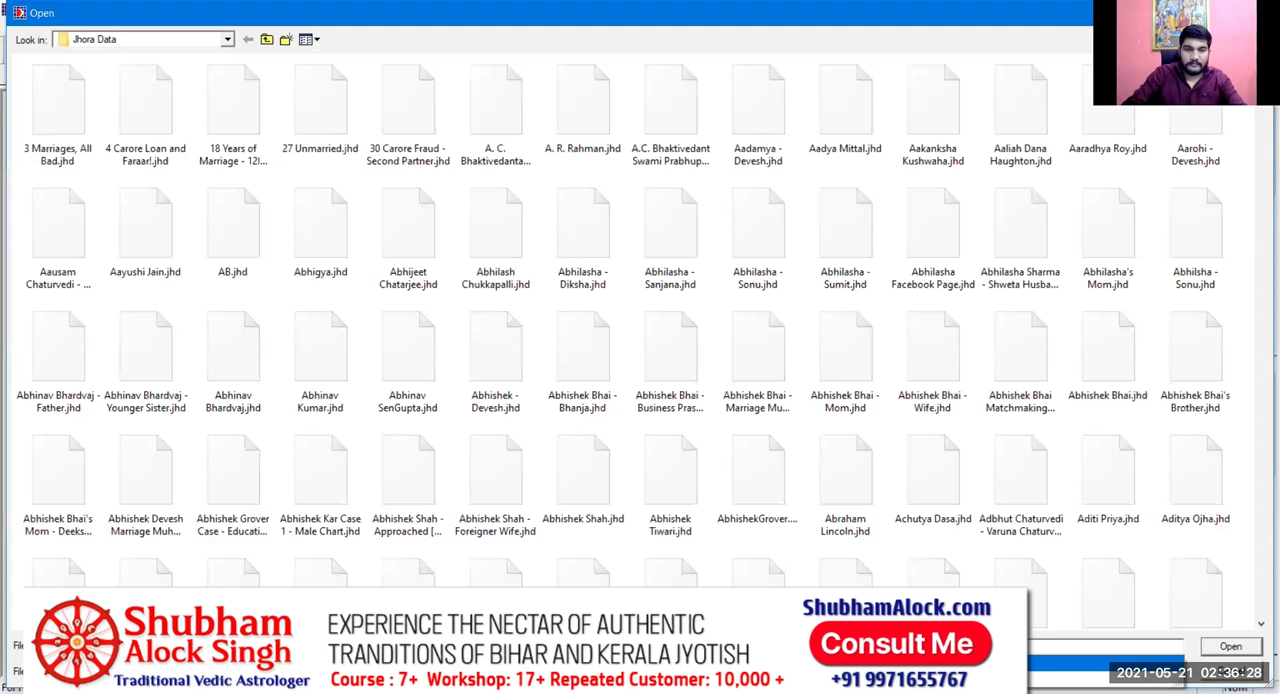 Open
Look in:
Jhora Data
3 Marriages, All
Bad.jhd
4 Carore Loan and
Faraar!.jhd
18 Years of
Marriage - 12I...
27 Unmarried.jhd
30 Carore Fraud -
Second Partner.jhd
A. C.
Bhaktivedanta...
A. R. Rahman.jhd
A.C. Bhaktivedant
Swami Prabhup...
Aadamya -
Devesh.jhd
Aadya Mittal.jhd
Aakanksha
Kushwaha.jhd
Aaliah Dana
Haughton.jhd
Aaradhya Roy.jhd
Aarohi -
Devesh.jhd
Aausam
Chaturvedi - ...
Aayushi Jain.jhd
AB.jhd
Abhigya.jhd
Abhijeet
Chatarjee.jhd
Abhilash
Chukkapalli.jhd
Abhilasha -
Diksha.jhd
Abhilasha -
Sanjana.jhd
Abhilasha -
Sonu.jhd
Abhilasha -
Sumit.jhd
Abhilasha
Facebook Page.jhd
Abhilasha Sharma
- Shweta Husba...
Abhilasha's
Mom.jhd
Abhilsha -
Sonu.jhd
Abhinav Bhardvaj -
Father.jhd
Abhinav Bhardvaj -
Younger Sister.jhd
Abhinav
Bhardvaj.jhd
Abhinav
Kumar.jhd
Abhinav
SenGupta.jhd
Abhishek -
Devesh.jhd
Abhishek Bhai -
Bhanja.jhd
Abhishek Bhai -
Business Pras...
Abhishek Bhai -
Marriage Mu...
Abhishek Bhai -
Mom.jhd
Abhishek Bhai -
Wife.jhd
Abhishek Bhai
Matchmaking...
Abhishek Bhai.jhd
Abhishek Bhai's
Brother.jhd
Abhishek Bhai's
Mom - Deeks...
Abhishek Devesh
Marriage Muh...
Abhishek Grover
Case - Educati...
Abhishek Kar Case
1 - Male Chart.jhd
Abhishek Shah -
Approached [...
Abhishek Shah -
Foreigner Wife.jhd
Abhishek Shah.jhd
Abhishek
Tiwari.jhd
AbhishekGrover....
Abraham
Lincoln.jhd
Achutya Dasa.jhd
Adbhut Chaturvedi
- Varuna Chaturv...
Aditi Priya.jhd
Aditya Ojha.jhd
Shubham
Alock Singh
Traditional Vedic Astrologer
EXPERIENCE THE NECTAR OF AUTHENTIC
TRANDITIONS OF BIHAR AND KERALA JYOTISH
Course : 7+ Workshop: 17+ Repeated Customer: 10,000 +
ShubhamAlock.com
Consult Me
+91 9971655767
Open
2021-05-21 02:36:28